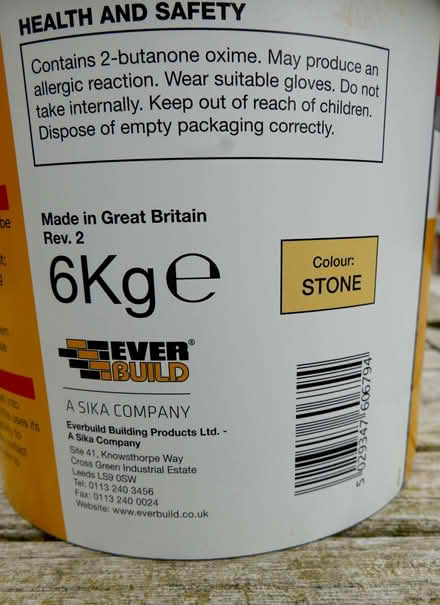 HEALTH AND SAFETY
Contains 2-butanone oxime. May produce an
allergic reaction. Wear suitable gloves. Do not
take internally. Keep out of reach of children.
Dispose of empty packaging correctly.
Made in Great Britain
Rev. 2
6Kg℮
Colour:
STONE
EVER®
BUILD
A SIKA COMPANY
Everbuild Building Products Ltd. -
A Sika Company
Site 41, Knowsthorpe Way
Cross Green Industrial Estate
Leeds LS9 0SW
Tel: 0113 240 3456
Fax: 0113 240 0024
Website: www.everbuild.co.uk
5 029347 606794